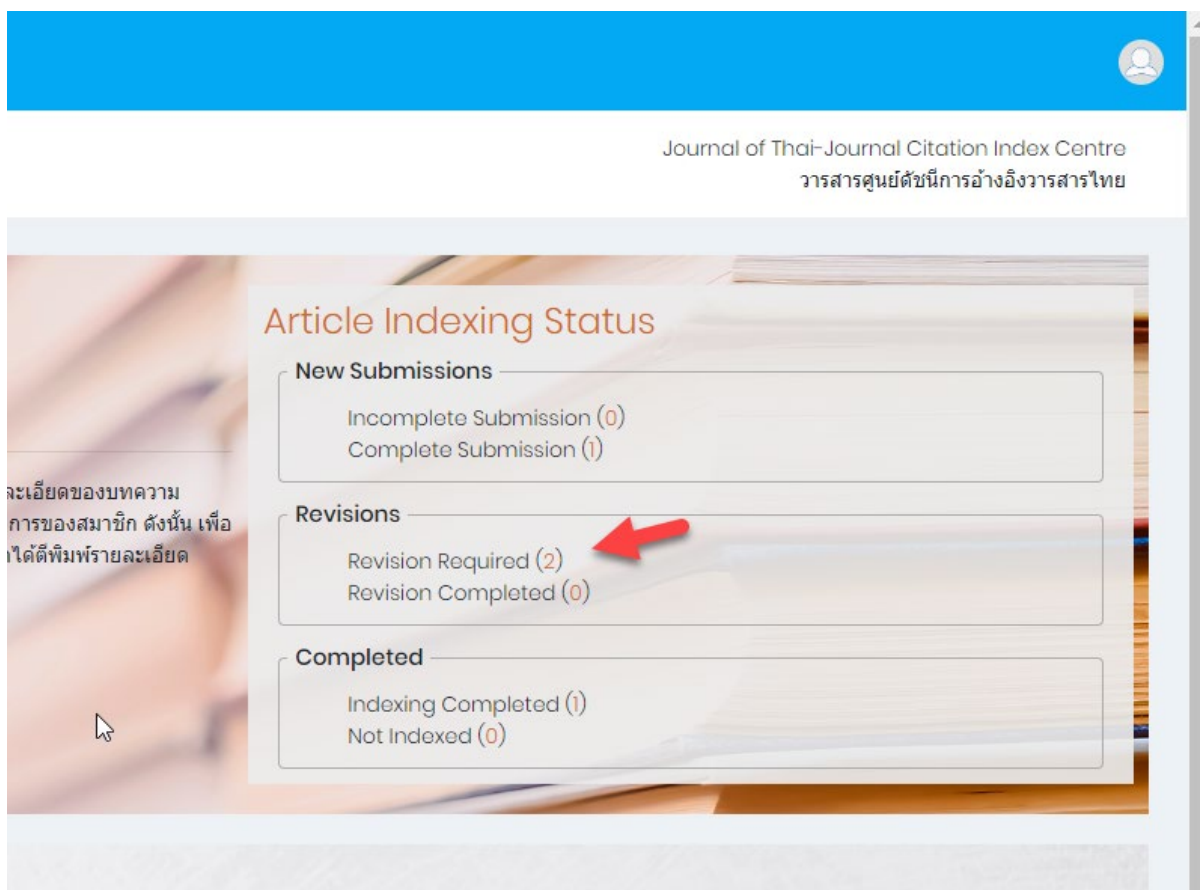 Journal of Thai-Journal Citation Index Centre
วารสารศูนย์ดัชนีการอ้างอิงวารสารไทย
Article Indexing Status
New Submissions
Incomplete Submission (0)
Complete Submission (1)
ละเอียดของบทความ
การของสมาชิก ดังนั้น เพื่อ
ได้ตีพิมพ์รายละเอียด
Revisions
Revision Required (2)
Revision Completed (0)
Completed
Indexing Completed (1)
Not Indexed (0)